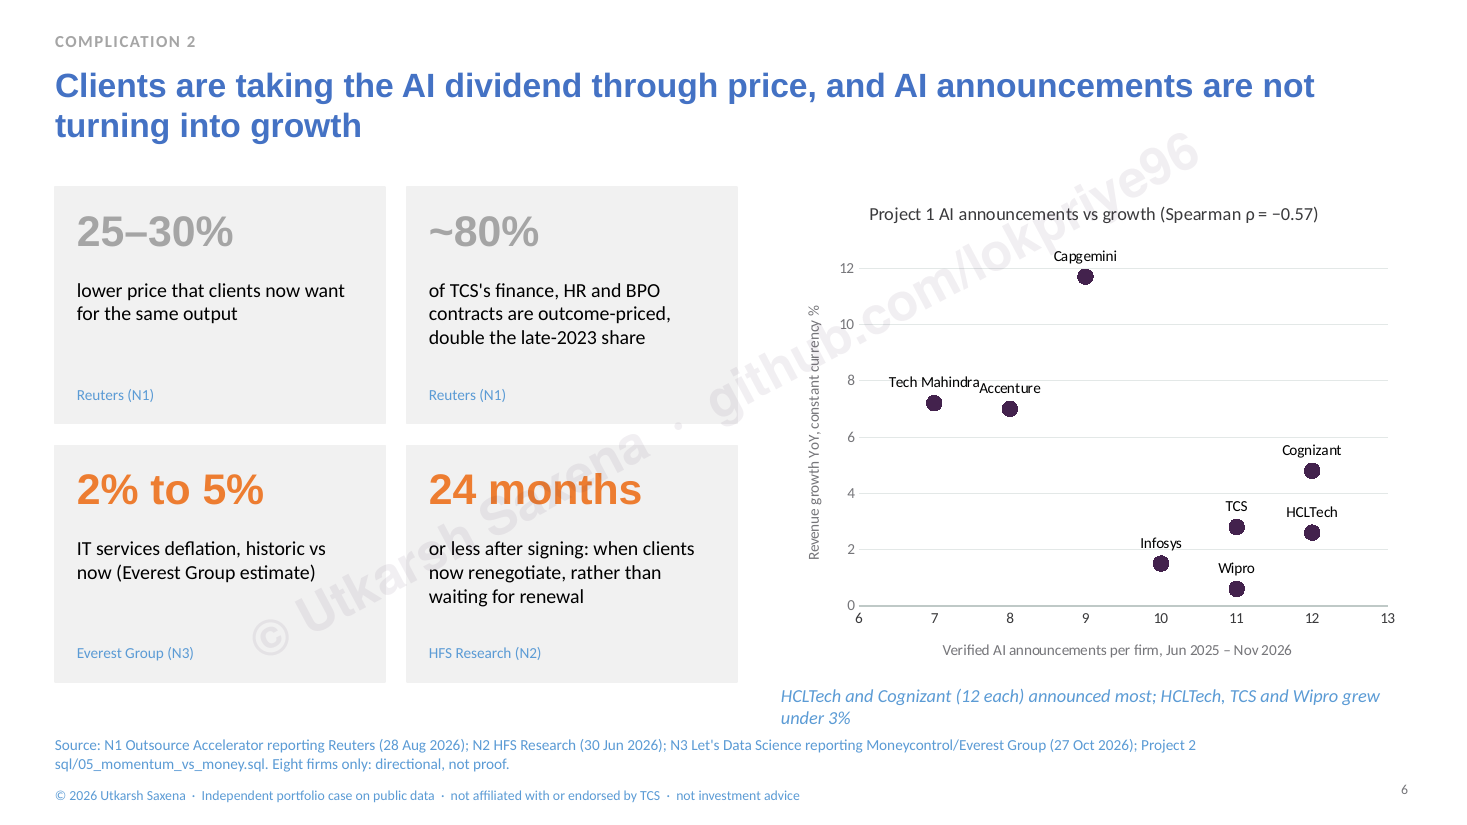 COMPLICATION 2
Clients are taking the AI dividend through price, and AI announcements are not
turning into growth
25–30%
lower price that clients now want
for the same output
Reuters (N1)
~80%
of TCS's finance, HR and BPO
contracts are outcome-priced,
double the late-2023 share
Reuters (N1)
2% to 5%
IT services deflation, historic vs
now (Everest Group estimate)
Everest Group (N3)
24 months
or less after signing: when clients
now renegotiate, rather than
waiting for renewal
HFS Research (N2)
Project 1 AI announcements vs growth (Spearman ρ = −0.57)
Revenue growth YoY, constant currency %
12
10
8
6
4
2
0
Capgemini
Tech Mahindra
Accenture
Cognizant
TCS
HCLTech
Infosys
Wipro
6 7 8 9 10 11 12 13
Verified AI announcements per firm, Jun 2025 – Nov 2026
HCLTech and Cognizant (12 each) announced most; HCLTech, TCS and Wipro grew
under 3%
Source: N1 Outsource Accelerator reporting Reuters (28 Aug 2026); N2 HFS Research (30 Jun 2026); N3 Let's Data Science reporting Moneycontrol/Everest Group (27 Oct 2026); Project 2
sql/05_momentum_vs_money.sql. Eight firms only: directional, not proof.
© 2026 Utkarsh Saxena · Independent portfolio case on public data · not affiliated with or endorsed by TCS · not investment advice
6
© Utkarsh Saxena · github.com/lokprive96